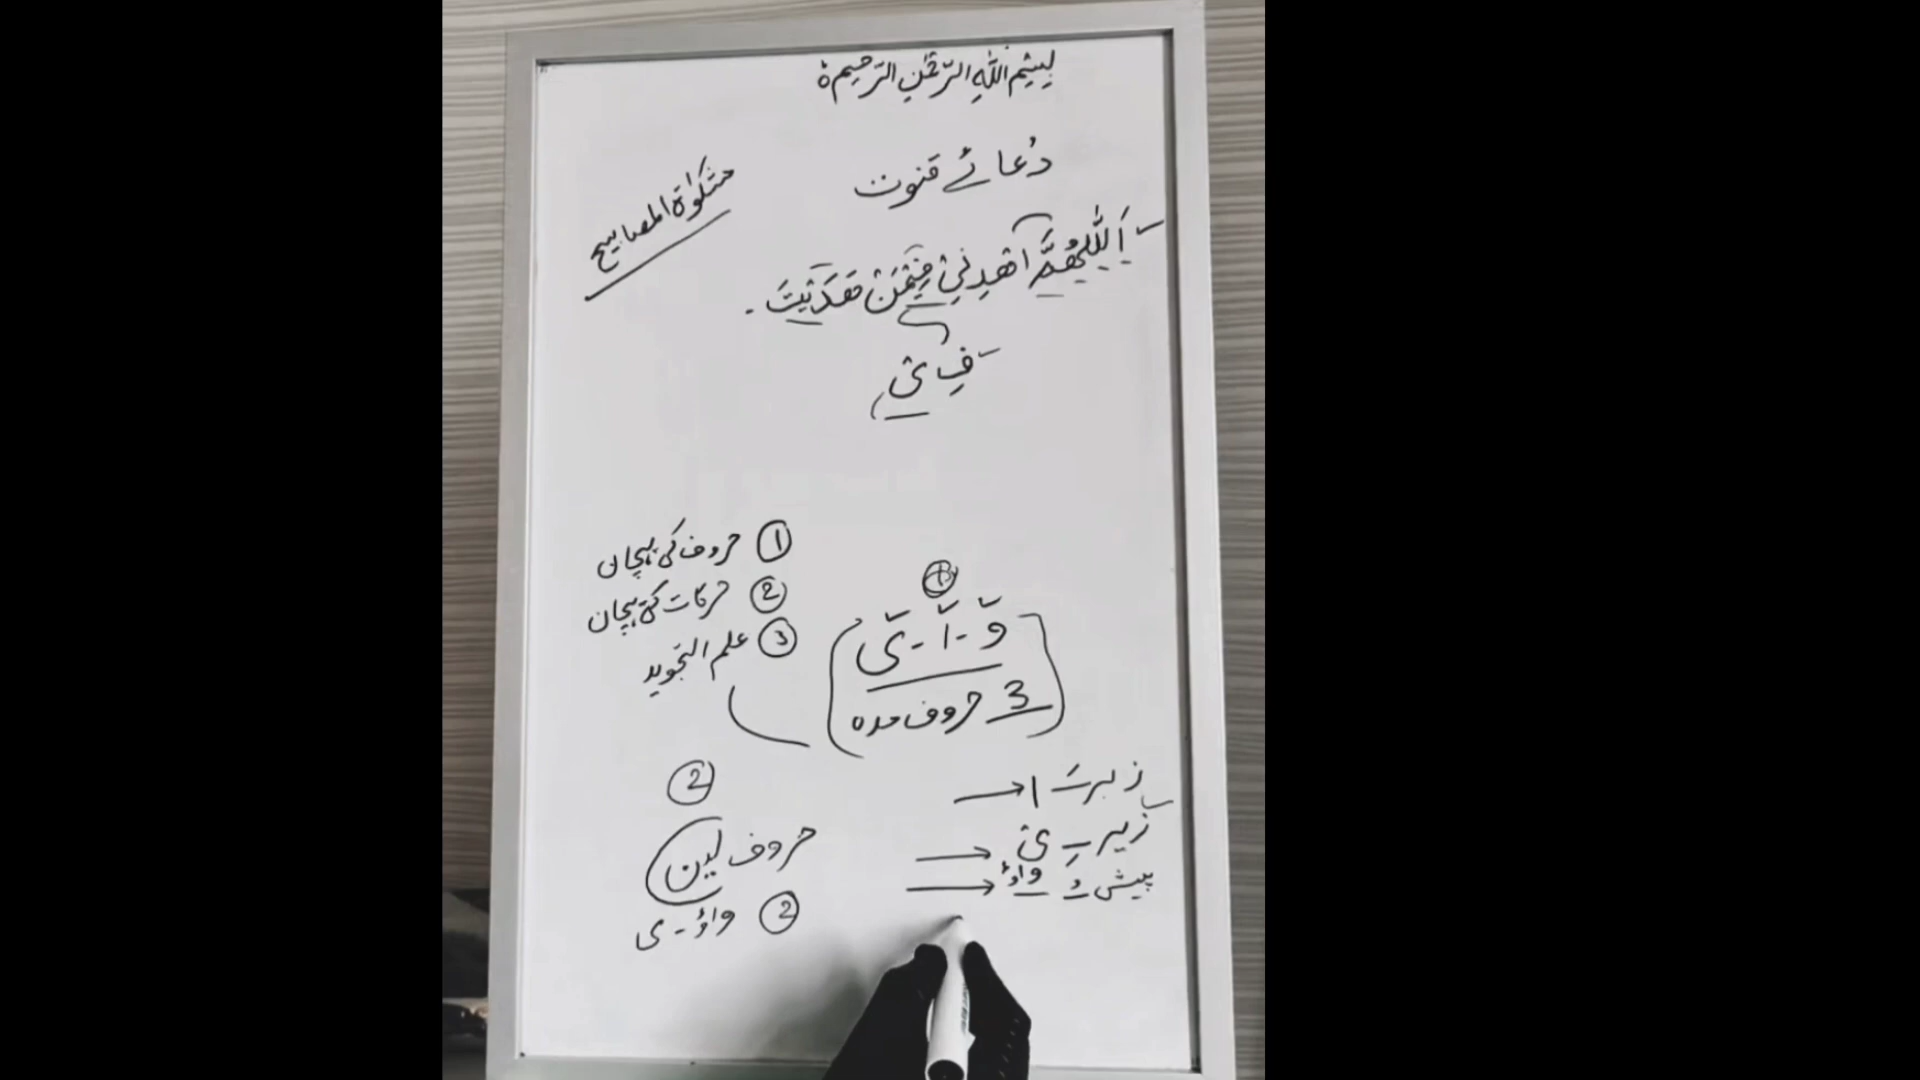 بِسْمِ اللّٰهِ الرَّحْمٰنِ الرَّحِيْمِ ہ
دُعائے قنوت
مشکوٰۃ المصابیح
اَللّٰهُمَّ اهْدِنِیْ فِیْمَنْ هَدَیْتَ ۔
فِ یْ
① حروف کی پہچان
② حرکات کی پہچان
③ علم التجوید
①
وَ - اَ - یَ
3 حروف مدہ
زبر ـَ ا →
زیر ـِ یْ →
پیش ـُ واؤ →
②
حروف لین
② واؤ - ی